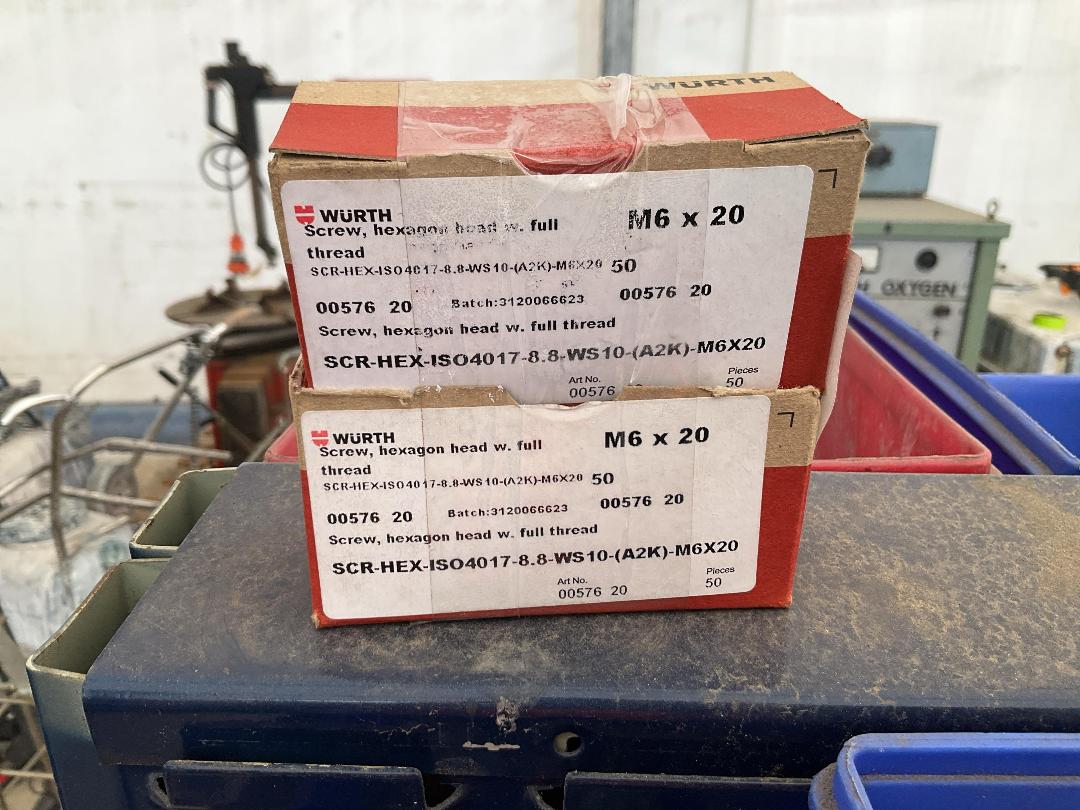 WÜRTH
WÜRTH
Screw, hexagon head w. full
thread
M6 x 20
SCR-HEX-ISO4017-8.8-WS10-(A2K)-M6X20 50
00576 20 Batch:3120066623 00576 20
Screw, hexagon head w. full thread
SCR-HEX-ISO4017-8.8-WS10-(A2K)-M6X20
Art No. Pieces
00576 50
WÜRTH
Screw, hexagon head w. full
thread
M6 x 20
SCR-HEX-ISO4017-8.8-WS10-(A2K)-M6X20 50
00576 20 Batch:3120066623 00576 20
Screw, hexagon head w. full thread
SCR-HEX-ISO4017-8.8-WS10-(A2K)-M6X20
Art No. Pieces
00576 20 50
OXYGEN